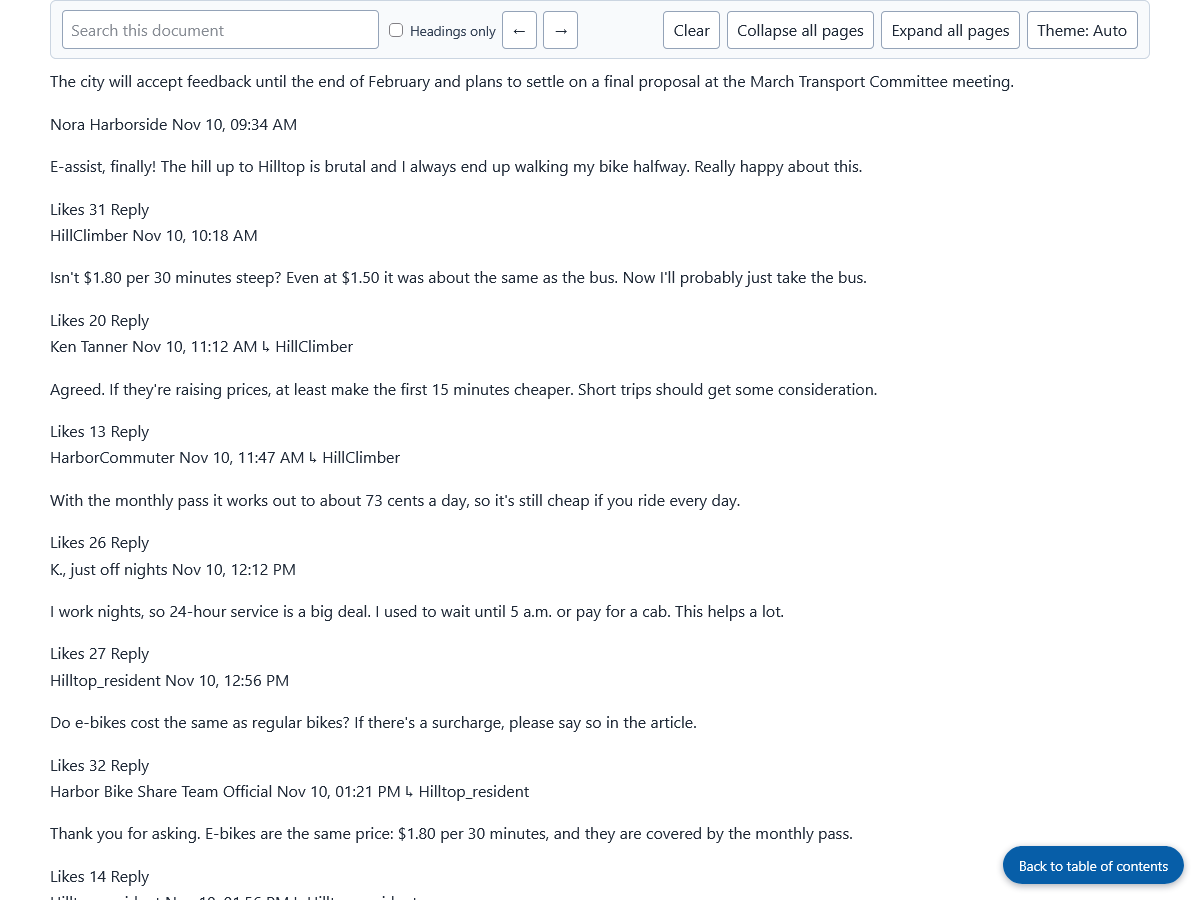 Search this document
Headings only
←
→
Clear
Collapse all pages
Expand all pages
Theme: Auto
The city will accept feedback until the end of February and plans to settle on a final proposal at the March Transport Committee meeting.
Nora Harborside Nov 10, 09:34 AM
E-assist, finally! The hill up to Hilltop is brutal and I always end up walking my bike halfway. Really happy about this.
Likes 31 Reply
HillClimber Nov 10, 10:18 AM
Isn't $1.80 per 30 minutes steep? Even at $1.50 it was about the same as the bus. Now I'll probably just take the bus.
Likes 20 Reply
Ken Tanner Nov 10, 11:12 AM ↳ HillClimber
Agreed. If they're raising prices, at least make the first 15 minutes cheaper. Short trips should get some consideration.
Likes 13 Reply
HarborCommuter Nov 10, 11:47 AM ↳ HillClimber
With the monthly pass it works out to about 73 cents a day, so it's still cheap if you ride every day.
Likes 26 Reply
K., just off nights Nov 10, 12:12 PM
I work nights, so 24-hour service is a big deal. I used to wait until 5 a.m. or pay for a cab. This helps a lot.
Likes 27 Reply
Hilltop_resident Nov 10, 12:56 PM
Do e-bikes cost the same as regular bikes? If there's a surcharge, please say so in the article.
Likes 32 Reply
Harbor Bike Share Team Official Nov 10, 01:21 PM ↳ Hilltop_resident
Thank you for asking. E-bikes are the same price: $1.80 per 30 minutes, and they are covered by the monthly pass.
Likes 14 Reply
Back to table of contents